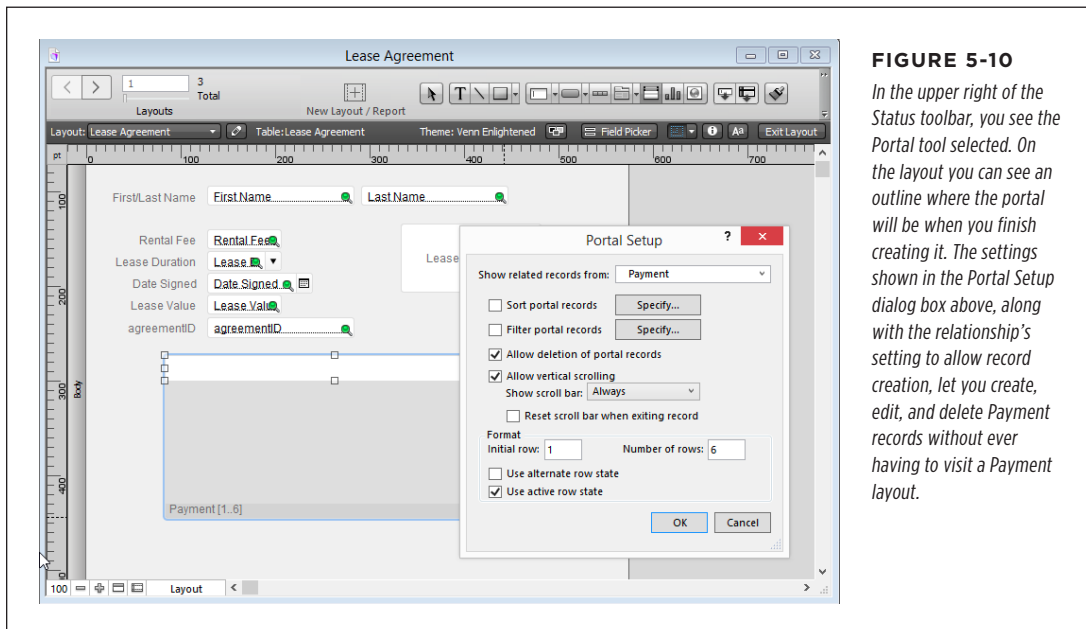 Lease Agreement
1
3
Total
Layouts
New Layout / Report
T
Layout: Lease Agreement
Table:Lease Agreement
Theme: Venn Enlightened
Field Picker
Aa
Exit Layout
pt
0
100
200
300
400
500
600
700
100
200
300
400
Body
First/Last Name
First Name
Last Name
Rental Fee
Rental Fee
Lease Duration
Lease
Date Signed
Date Signed
Lease Value
Lease Value
agreementID
agreementID
Lease
Payment [1..6]
Portal Setup
?
Show related records from:
Payment
Sort portal records
Specify...
Filter portal records
Specify...
Allow deletion of portal records
Allow vertical scrolling
Show scroll bar:
Always
Reset scroll bar when exiting record
Format
Initial row:
1
Number of rows:
6
Use alternate row state
Use active row state
OK
Cancel
100
Layout
FIGURE 5-10
In the upper right of the
Status toolbar, you see the
Portal tool selected. On
the layout you can see an
outline where the portal
will be when you finish
creating it. The settings
shown in the Portal Setup
dialog box above, along
with the relationship’s
setting to allow record
creation, let you create,
edit, and delete Payment
records without ever
having to visit a Payment
layout.